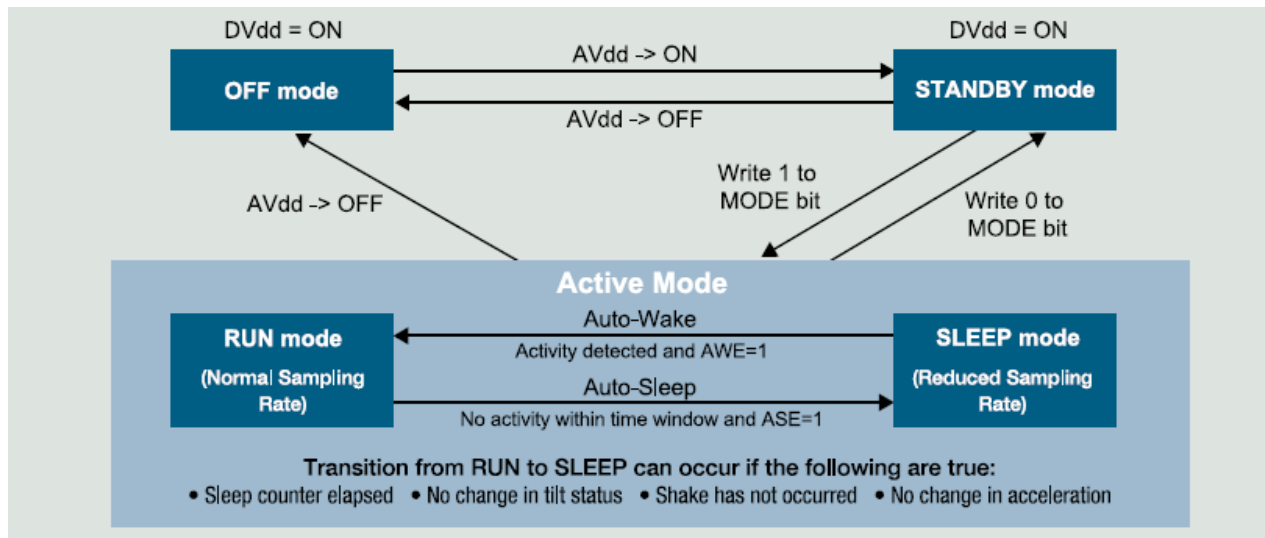 DVdd = ON
DVdd = ON
AVdd -> ON
OFF mode
STANDBY mode
AVdd -> OFF
Write 1 to
MODE bit
AVdd -> OFF
Write 0 to
MODE bit
Active Mode
Auto-Wake
RUN mode
SLEEP mode
Activity detected and AWE=1
(Normal Sampling
Rate)
Auto-Sleep
(Reduced Sampling
Rate)
No activity within time window and ASE=1
Transition from RUN to SLEEP can occur if the following are true:
• Sleep counter elapsed • No change in tilt status • Shake has not occurred • No change in acceleration